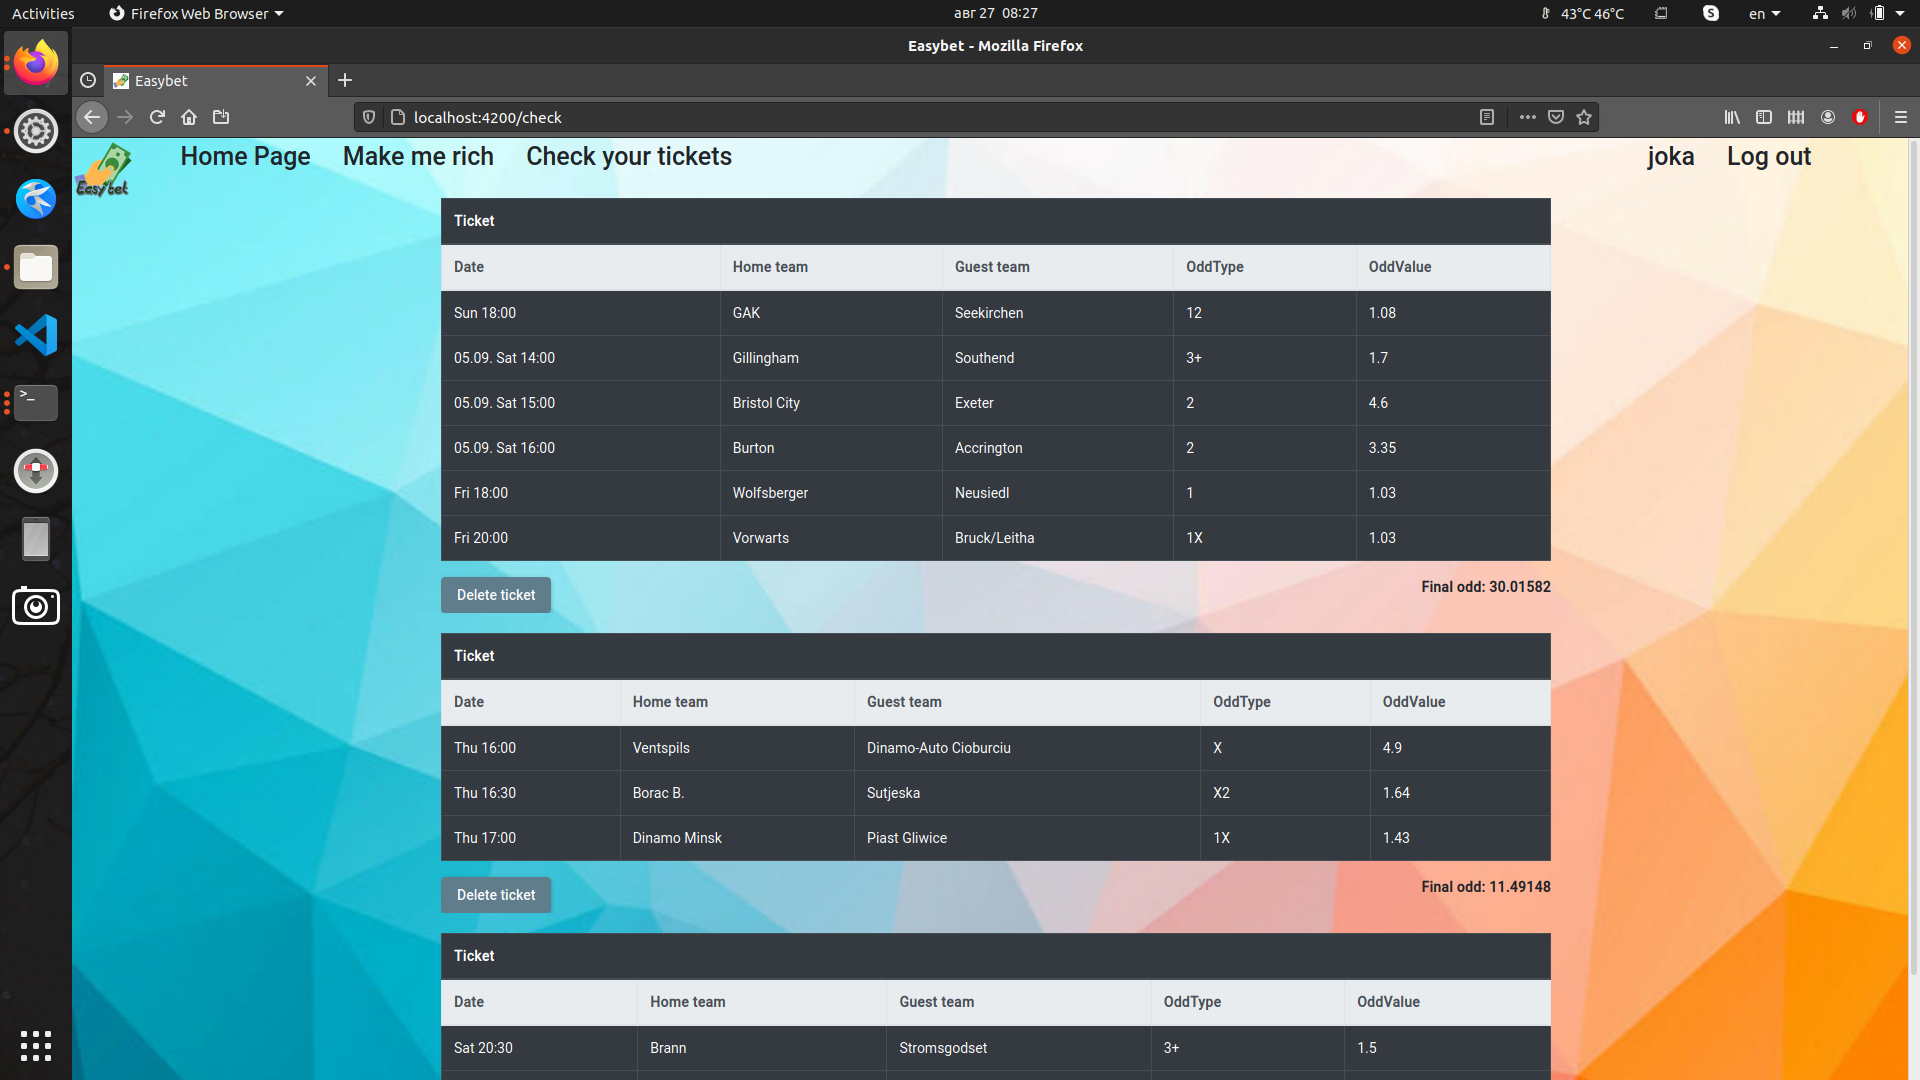 Activities Firefox Web Browser авг 27 08:27 43°C 46°C en
Easybet - Mozilla Firefox
Easybet
localhost:4200/check
Easybet Home Page Make me rich Check your tickets joka Log out
Ticket
Date Home team Guest team OddType OddValue
Sun 18:00 GAK Seekirchen 12 1.08
05.09. Sat 14:00 Gillingham Southend 3+ 1.7
05.09. Sat 15:00 Bristol City Exeter 2 4.6
05.09. Sat 16:00 Burton Accrington 2 3.35
Fri 18:00 Wolfsberger Neusiedl 1 1.03
Fri 20:00 Vorwarts Bruck/Leitha 1X 1.03
Delete ticket Final odd: 30.01582
Ticket
Date Home team Guest team OddType OddValue
Thu 16:00 Ventspils Dinamo-Auto Cioburciu X 4.9
Thu 16:30 Borac B. Sutjeska X2 1.64
Thu 17:00 Dinamo Minsk Piast Gliwice 1X 1.43
Delete ticket Final odd: 11.49148
Ticket
Date Home team Guest team OddType OddValue
Sat 20:30 Brann Stromsgodset 3+ 1.5